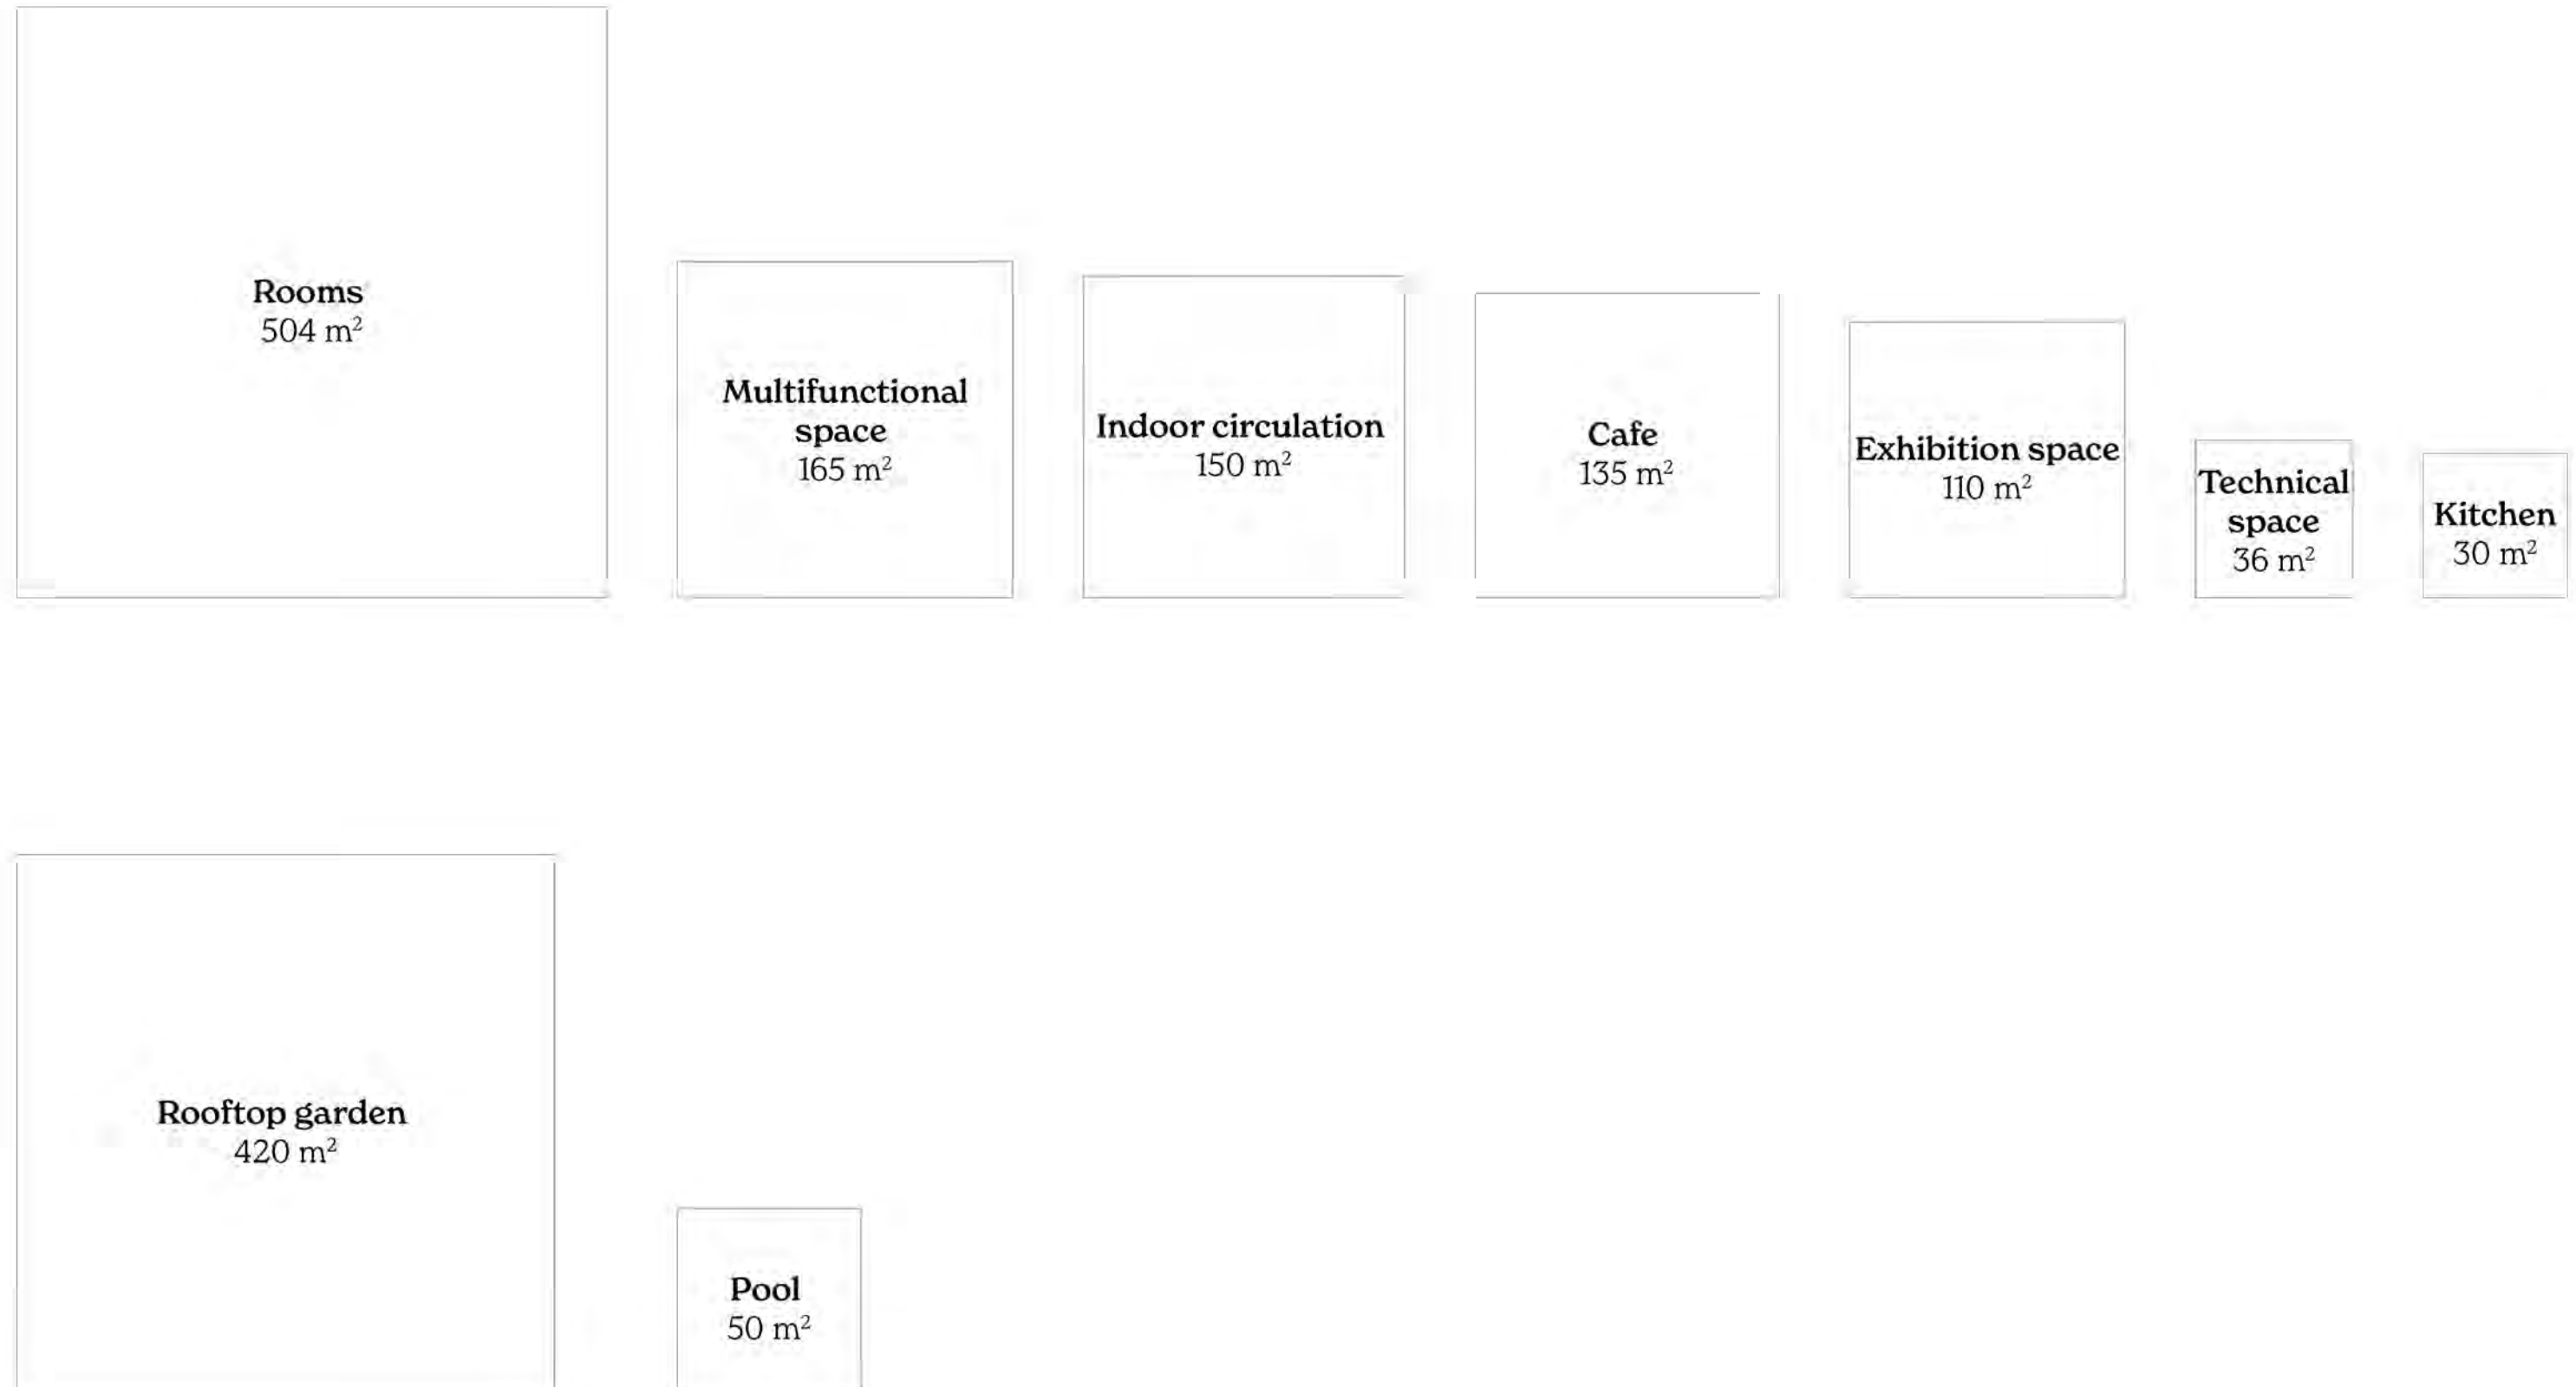 Rooms
504 m²
Multifunctional
space
165 m²
Indoor circulation
150 m²
Cafe
135 m²
Exhibition space
110 m²
Technical
space
36 m²
Kitchen
30 m²
Rooftop garden
420 m²
Pool
50 m²